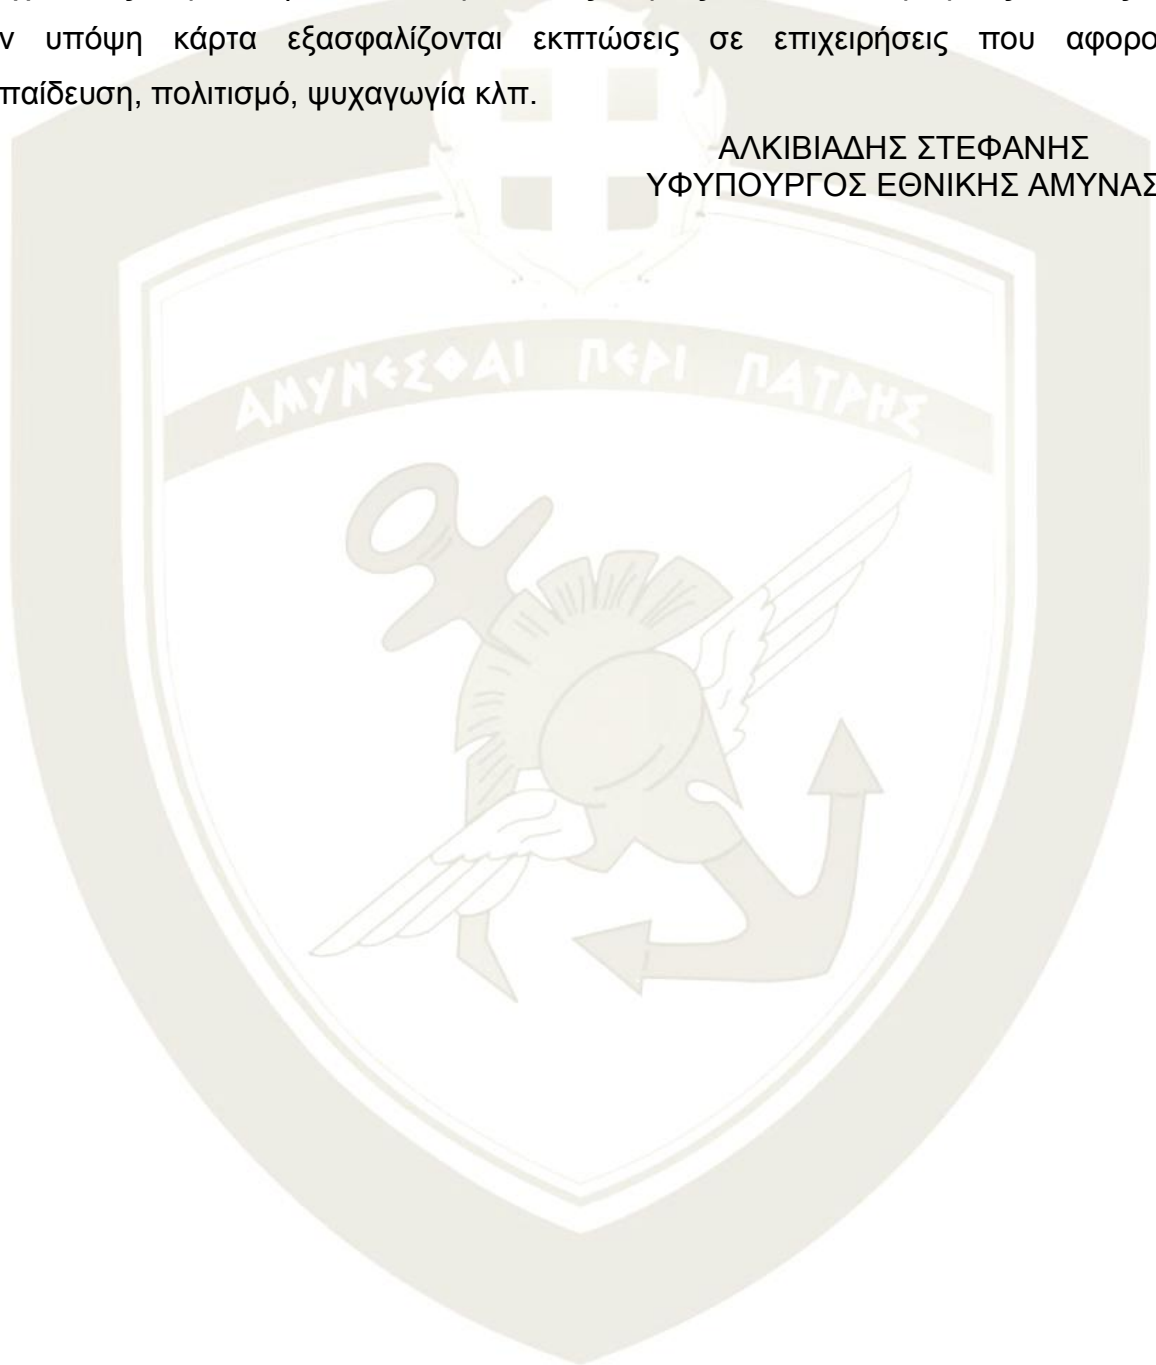 ν υπόψη κάρτα εξασφαλίζονται εκπτώσεις σε επιχειρήσεις που αφορο
παίδευση, πολιτισμό, ψυχαγωγία κλπ.
ΑΛΚΙΒΙΑΔΗΣ ΣΤΕΦΑΝΗΣ
ΥΦΥΠΟΥΡΓΟΣ ΕΘΝΙΚΗΣ ΑΜΥΝΑΣ
ΑΜΥΝΕΣΘΑΙ ΠΕΡΙ ΠΑΤΡΗΣ